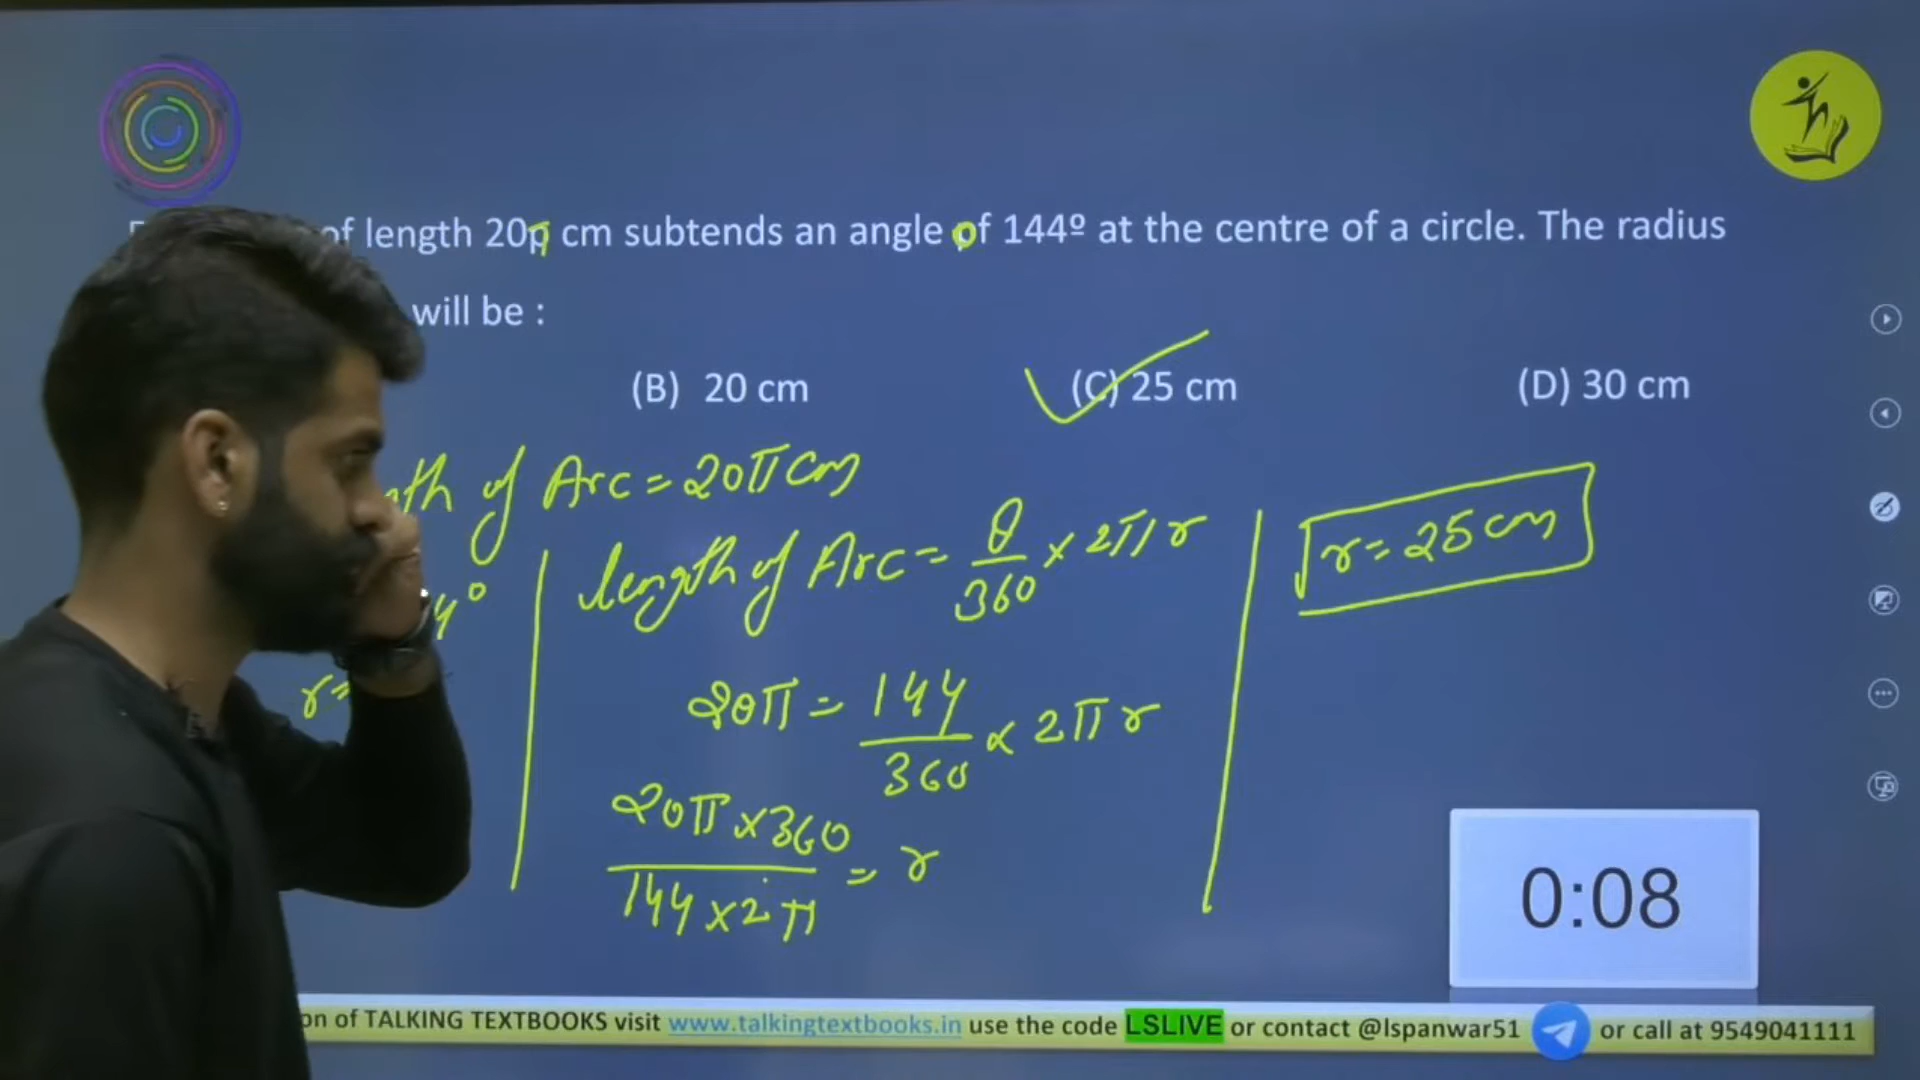 of length 20π cm subtends an angle of 144º at the centre of a circle. The radius
will be :
(B) 20 cm
(C) 25 cm
(D) 30 cm
of Arc = 20π cm
length of Arc = θ/360 × 2πr
r = 25 cm
r =
20π = 144/360 × 2πr
20π×360/144×2π = r
0:08
on of TALKING TEXTBOOKS visit www.talkingtextbooks.in use the code LSLIVE or contact @lspanwar51 or call at 9549041111